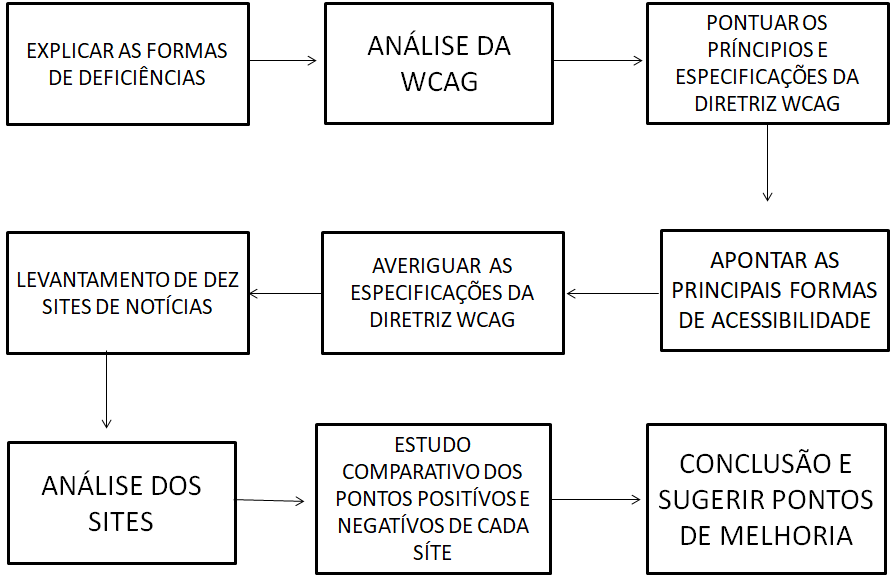 EXPLICAR AS FORMAS
DE DEFICIÊNCIAS
ANÁLISE DA
WCAG
PONTUAR OS
PRÍNCIPIOS E
ESPECIFICAÇÕES DA
DIRETRIZ WCAG
APONTAR AS
PRINCIPAIS FORMAS
DE ACESSIBILIDADE
AVERIGUAR AS
ESPECIFICAÇÕES DA
DIRETRIZ WCAG
LEVANTAMENTO DE DEZ
SITES DE NOTÍCIAS
ANÁLISE DOS
SITES
ESTUDO
COMPARATIVO DOS
PONTOS POSITÍVOS E
NEGATÍVOS DE CADA
SÍTE
CONCLUSÃO E
SUGERIR PONTOS
DE MELHORIA